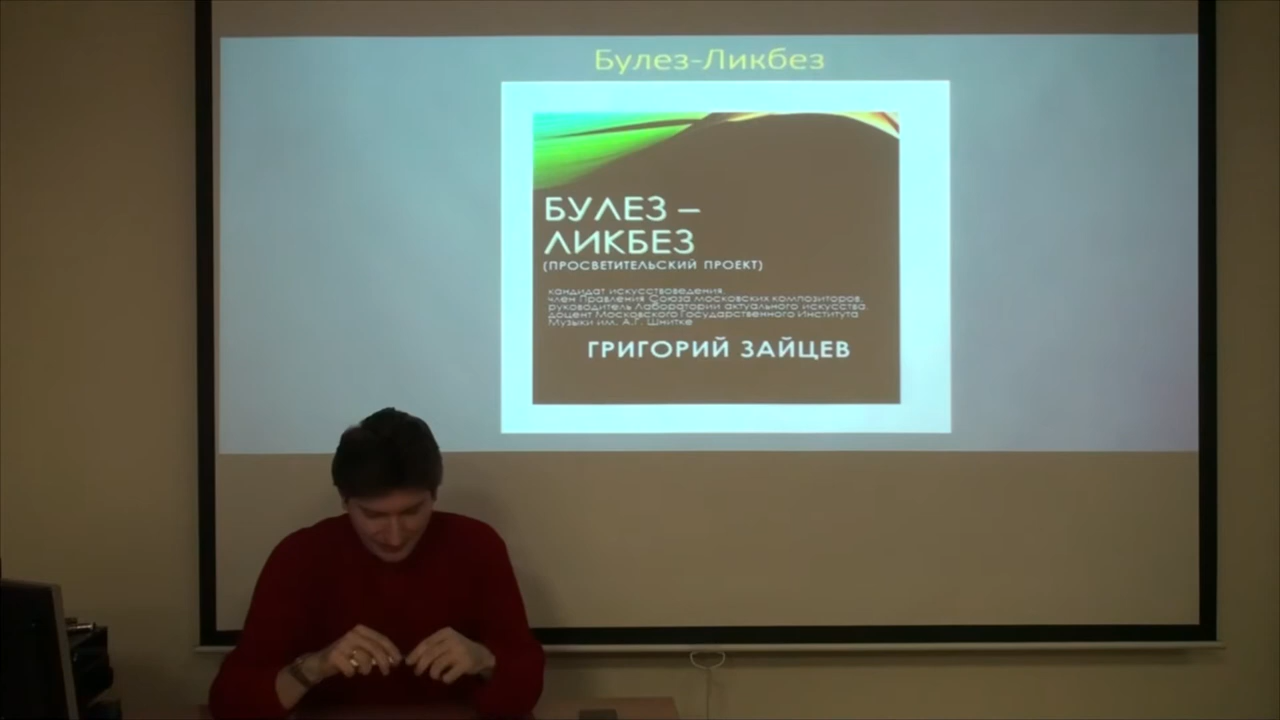 Булез-Ликбез
БУЛЕЗ –
ЛИКБЕЗ
(ПРОСВЕТИТЕЛЬСКИЙ ПРОЕКТ)
кандидат искусствоведения,
член Правления Союза московских композиторов,
руководитель Лаборатории актуального искусства,
доцент Московского Государственного Института
Музыки им. А.Г. Шнитке
ГРИГОРИЙ ЗАЙЦЕВ